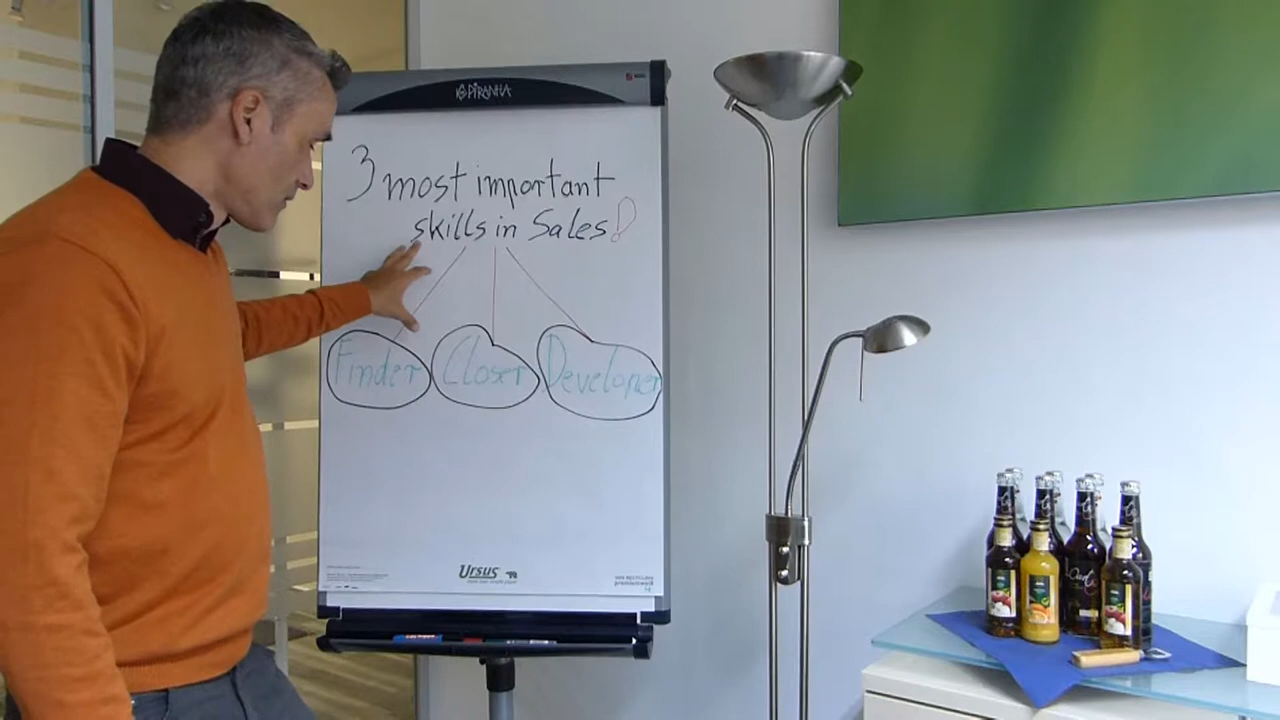 PiRANHA
3 most important
skills in Sales!
Finder Closer Developer
Ursus